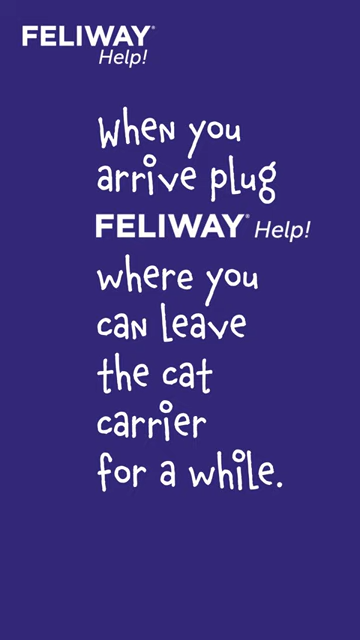 FELIWAY®
Help!
When you
arrive plug
FELIWAY® Help!
where you
can leave
the cat
carrier
for a while.